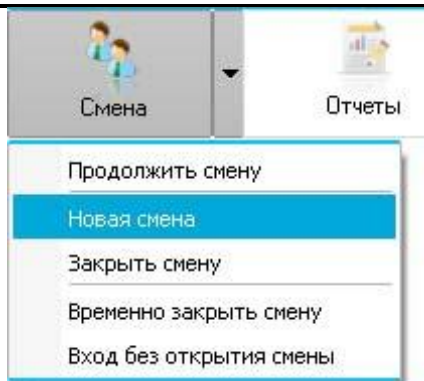 Смена
Отчеты
Продолжить смену
Новая смена
Закрыть смену
Временно закрыть смену
Вход без открытия смены